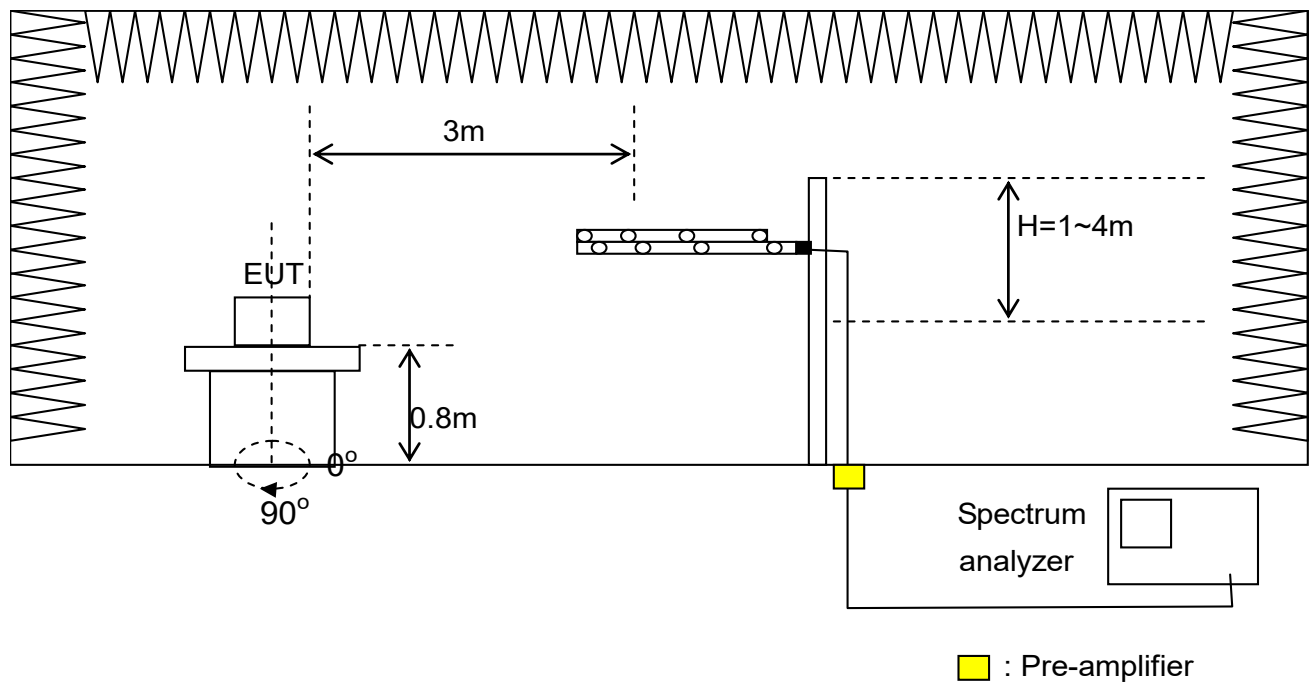 3m
H=1~4m
EUT
0.8m
0°
90°
Spectrum
analyzer
: Pre-amplifier